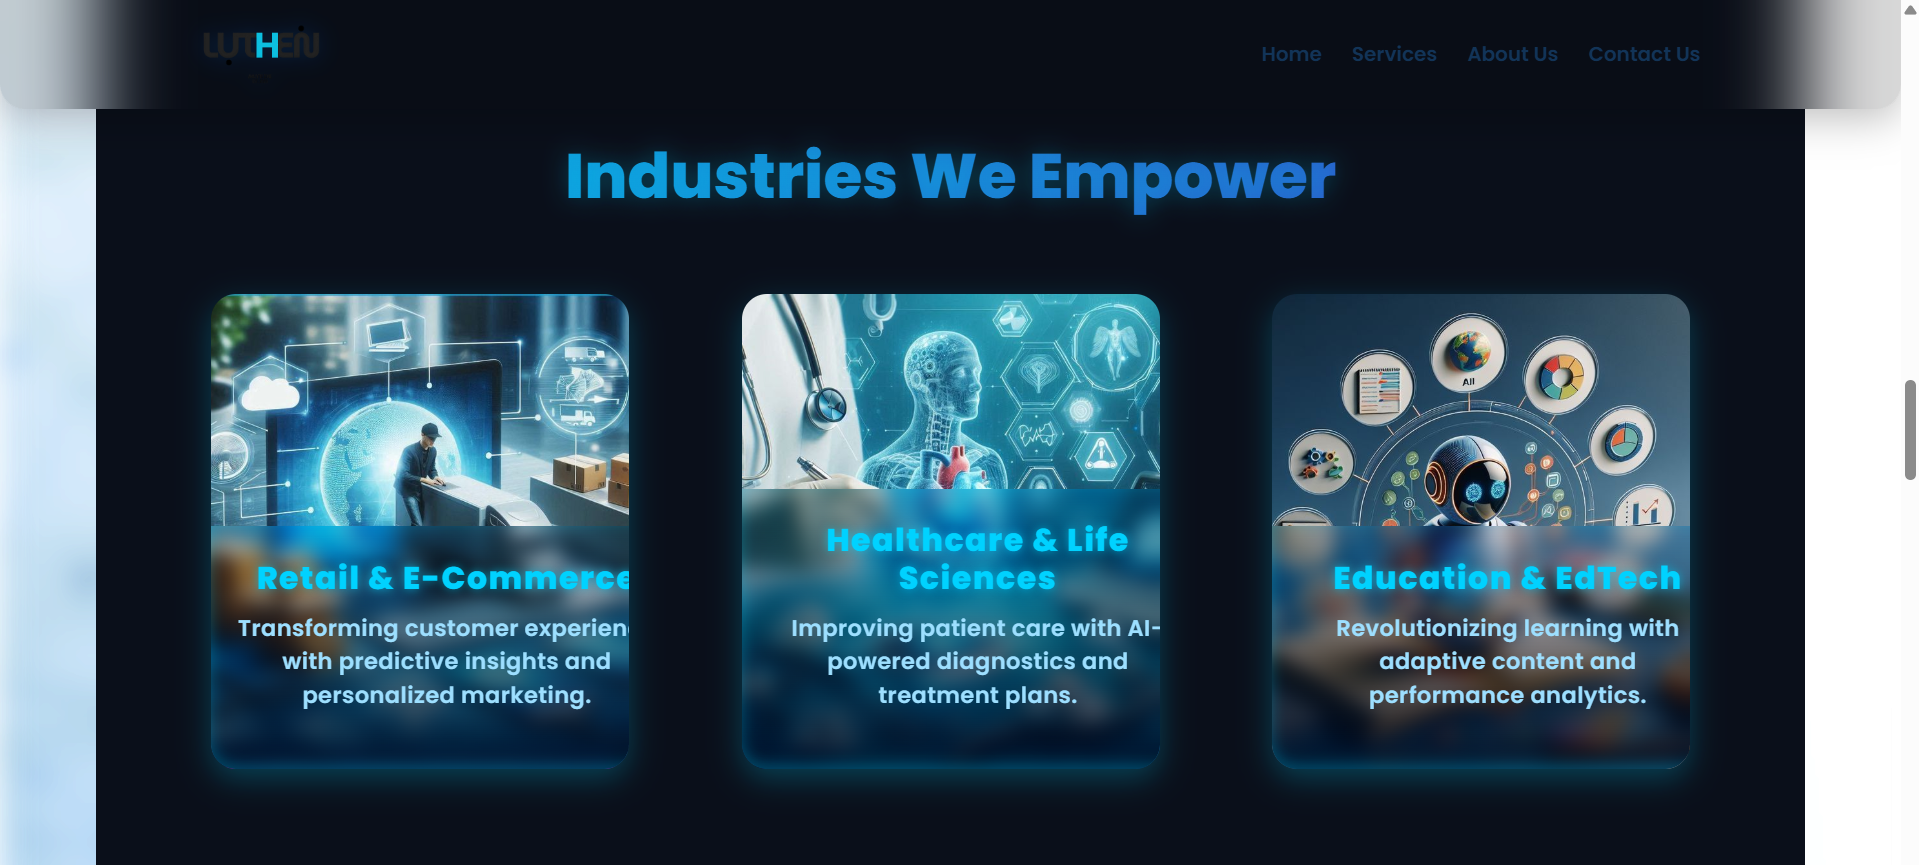 LUTHEN
Home Services About Us Contact Us
Industries We Empower
All
Retail & E-Commerce
Transforming customer experien
with predictive insights and
personalized marketing.
Healthcare & Life
Sciences
Improving patient care with AI-
powered diagnostics and
treatment plans.
Education & EdTech
Revolutionizing learning with
adaptive content and
performance analytics.